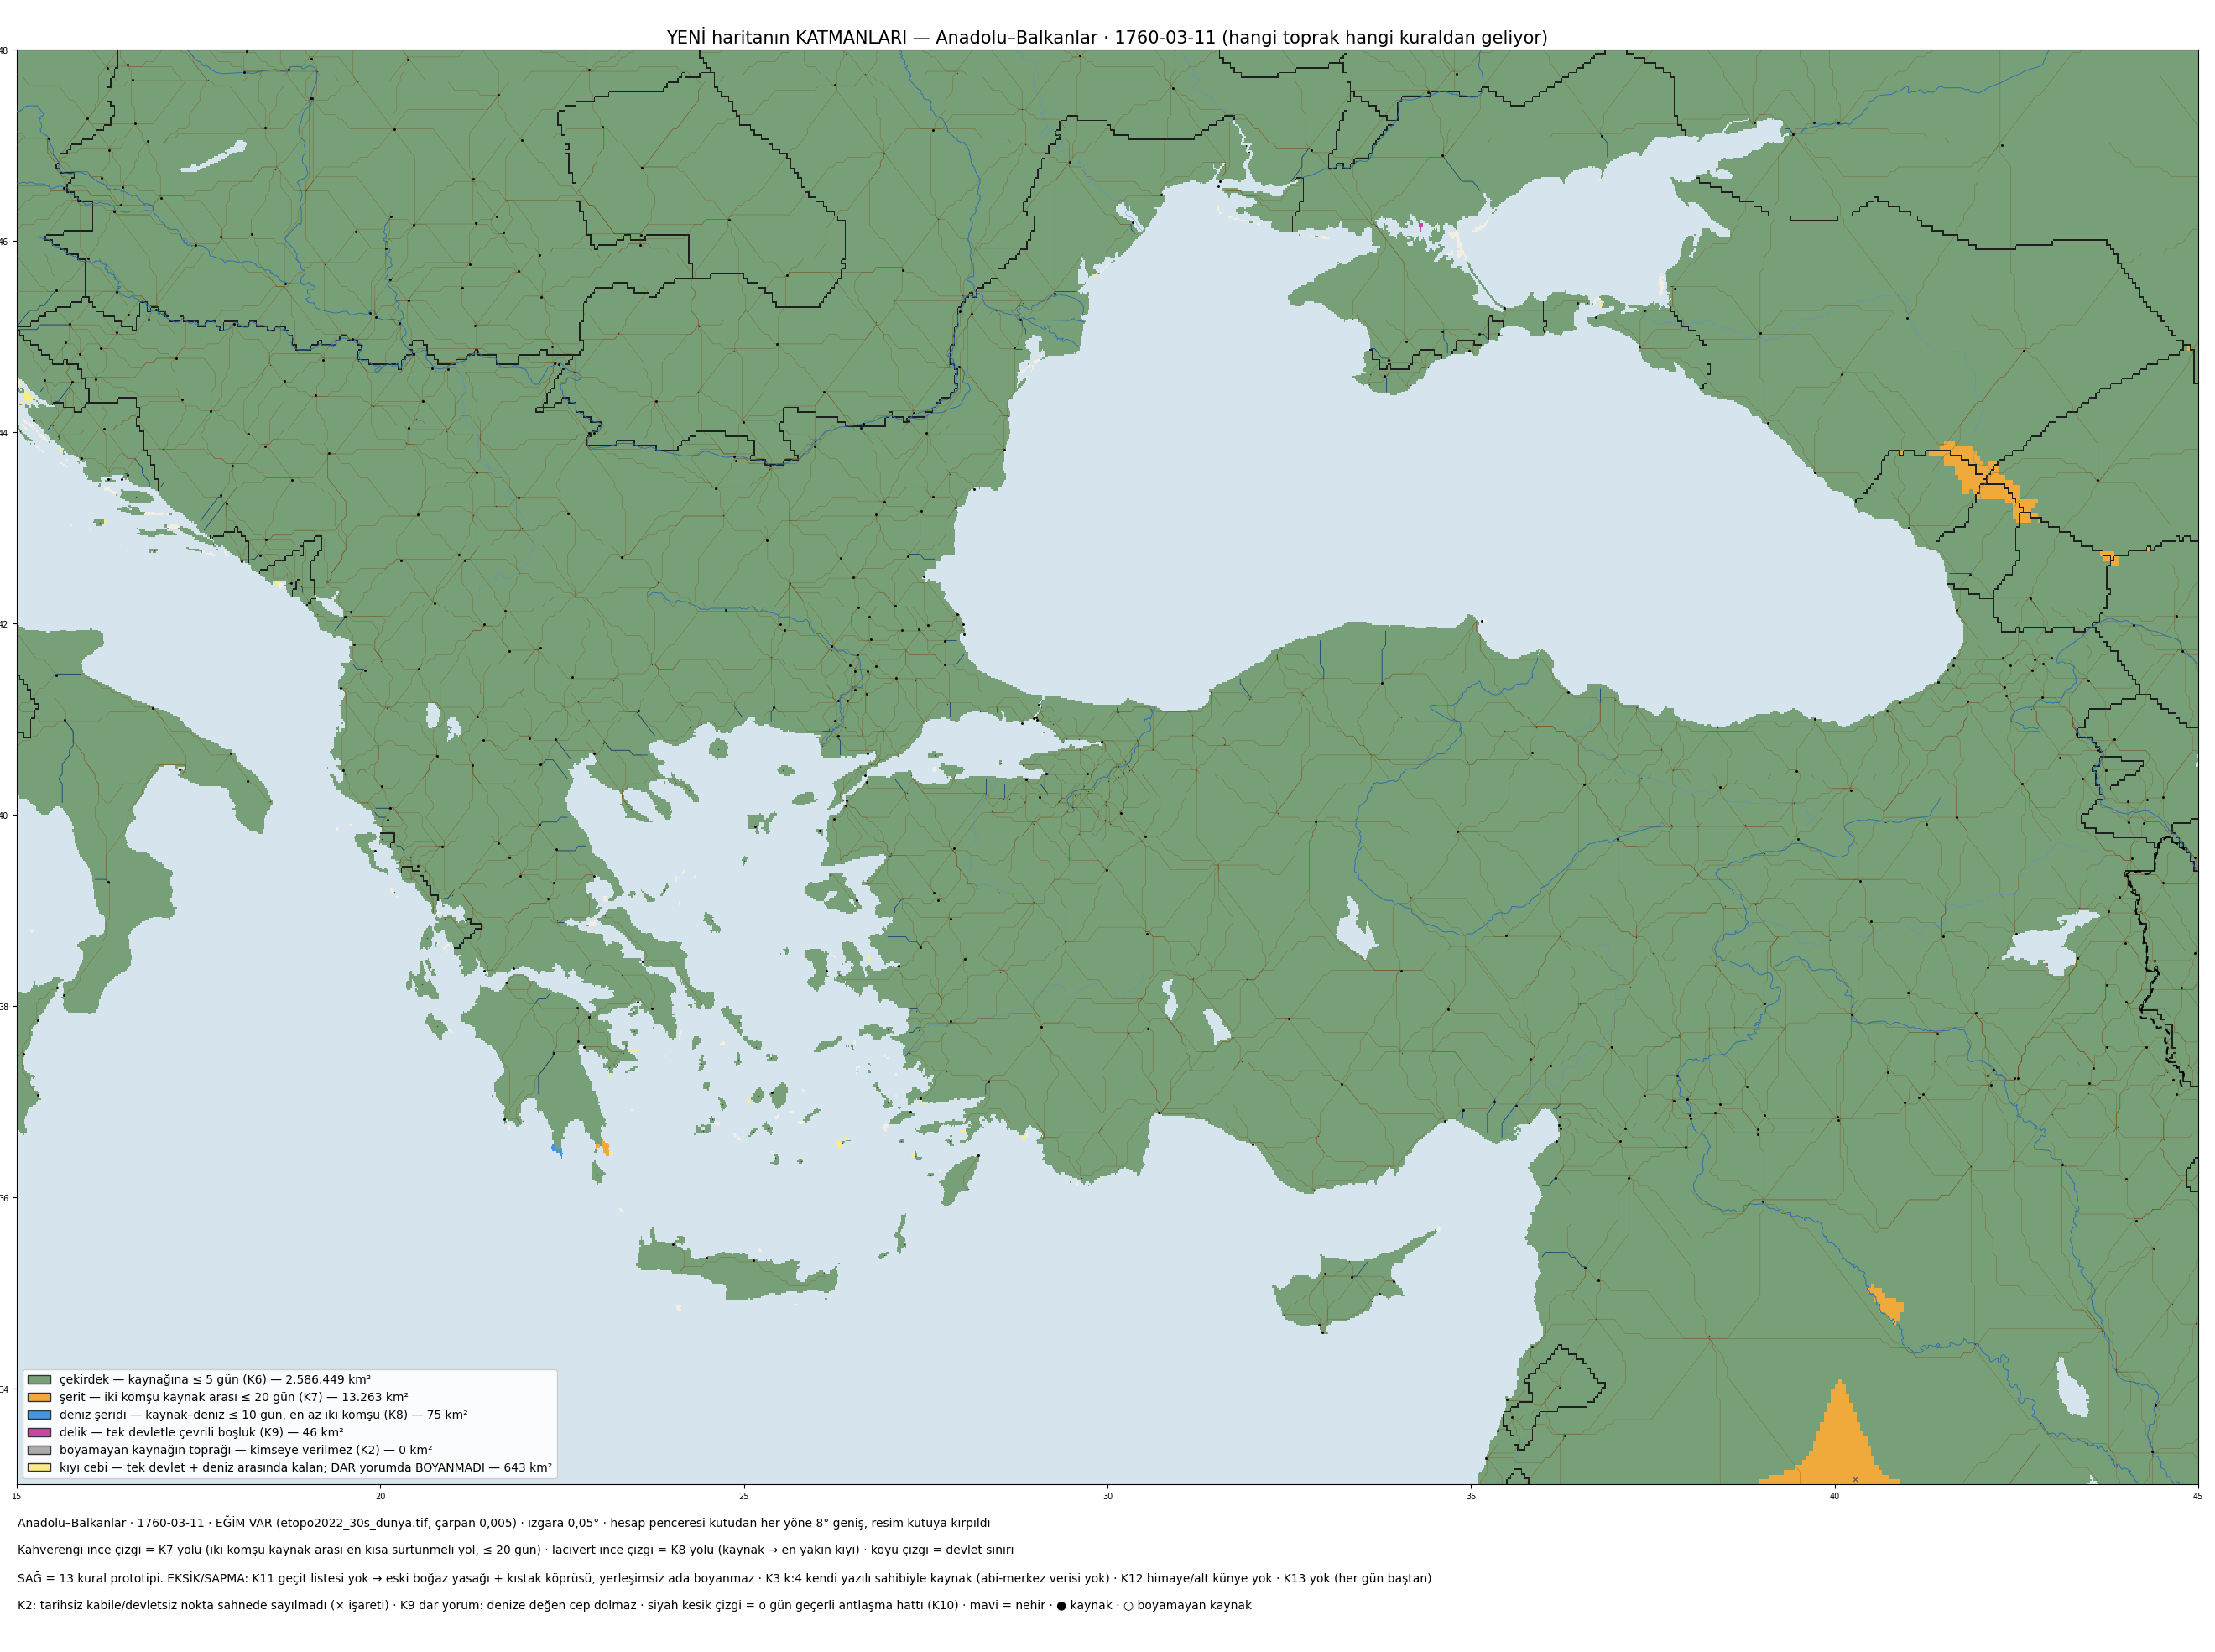 YENİ haritanın KATMANLARI — Anadolu–Balkanlar · 1760-03-11 (hangi toprak hangi kuraldan geliyor)
48
46
44
42
40
38
36
34
çekirdek — kaynağına ≤ 5 gün (K6) — 2.586.449 km²
şerit — iki komşu kaynak arası ≤ 20 gün (K7) — 13.263 km²
deniz şeridi — kaynak–deniz ≤ 10 gün, en az iki komşu (K8) — 75 km²
delik — tek devletle çevrili boşluk (K9) — 46 km²
boyamayan kaynağın toprağı — kimseye verilmez (K2) — 0 km²
kıyı cebi — tek devlet + deniz arasında kalan; DAR yorumda BOYANMADI — 643 km²
15 20 25 30 35 40 45
Anadolu–Balkanlar · 1760-03-11 · EĞİM VAR (etopo2022_30s_dunya.tif, çarpan 0,005) · ızgara 0,05° · hesap penceresi kutudan her yöne 8° geniş, resim kutuya kırpıldı
Kahverengi ince çizgi = K7 yolu (iki komşu kaynak arası en kısa sürtünmeli yol, ≤ 20 gün) · lacivert ince çizgi = K8 yolu (kaynak → en yakın kıyı) · koyu çizgi = devlet sınırı
SAĞ = 13 kural prototipi. EKSİK/SAPMA: K11 geçit listesi yok → eski boğaz yasağı + kıstak köprüsü, yerleşimsiz ada boyanmaz · K3 k:4 kendi yazılı sahibiyle kaynak (abi-merkez verisi yok) · K12 himaye/alt künye yok · K13 yok (her gün baştan)
K2: tarihsiz kabile/devletsiz nokta sahnede sayılmadı (× işareti) · K9 dar yorum: denize değen cep dolmaz · siyah kesik çizgi = o gün geçerli antlaşma hattı (K10) · mavi = nehir · ● kaynak · ○ boyamayan kaynak